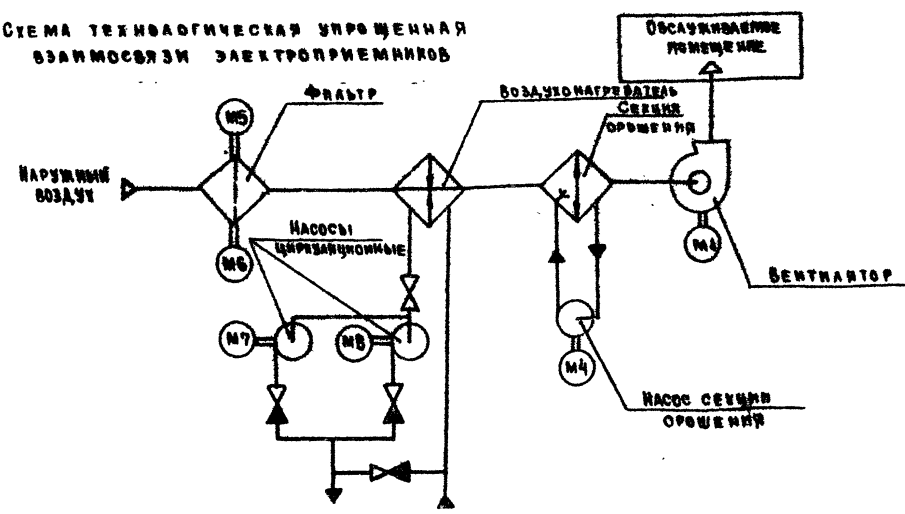 СХЕМА ТЕХНОЛОГИЧЕСКАЯ УПРОЩЕННАЯ
ВЗАИМОСВЯЗИ ЭЛЕКТРОПРИЕМНИКОВ
ОБСЛУЖИВАЕМОЕ
ПОМЕЩЕНИЕ
ФИЛЬТР
ВОЗДУХОНАГРЕВАТЕЛЬ
СЕКЦИЯ
ОРОШЕНИЯ
М5
НАРУЖНЫЙ
ВОЗДУХ
НАСОСЫ
ЦИРКУЛЯЦИОННЫЕ
М6
М1
ВЕНТИЛЯТОР
М7
М8
М4
НАСОС СЕКЦИИ
ОРОШЕНИЯ